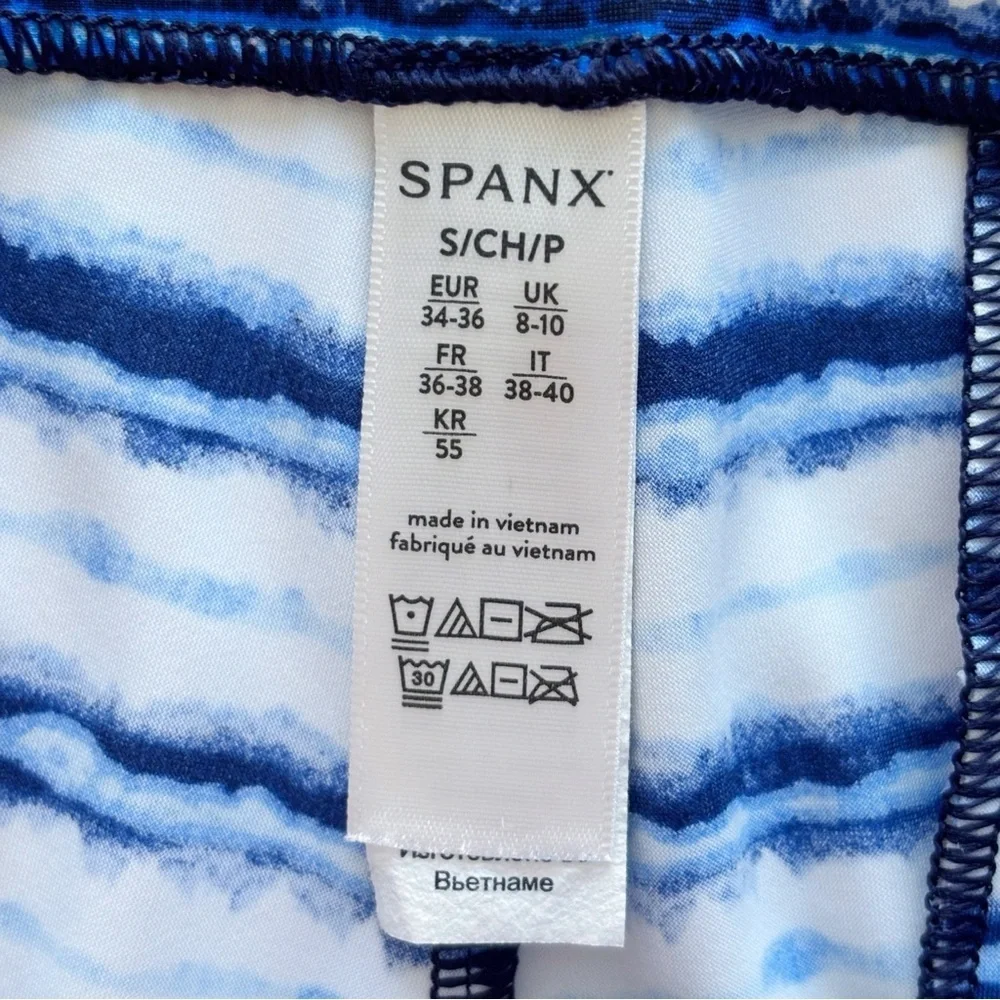 SPANX
S/CH/P
EUR UK
34-36 8-10
FR IT
36-38 38-40
KR
55
made in vietnam
fabriqué au vietnam
30
Вьетнаме